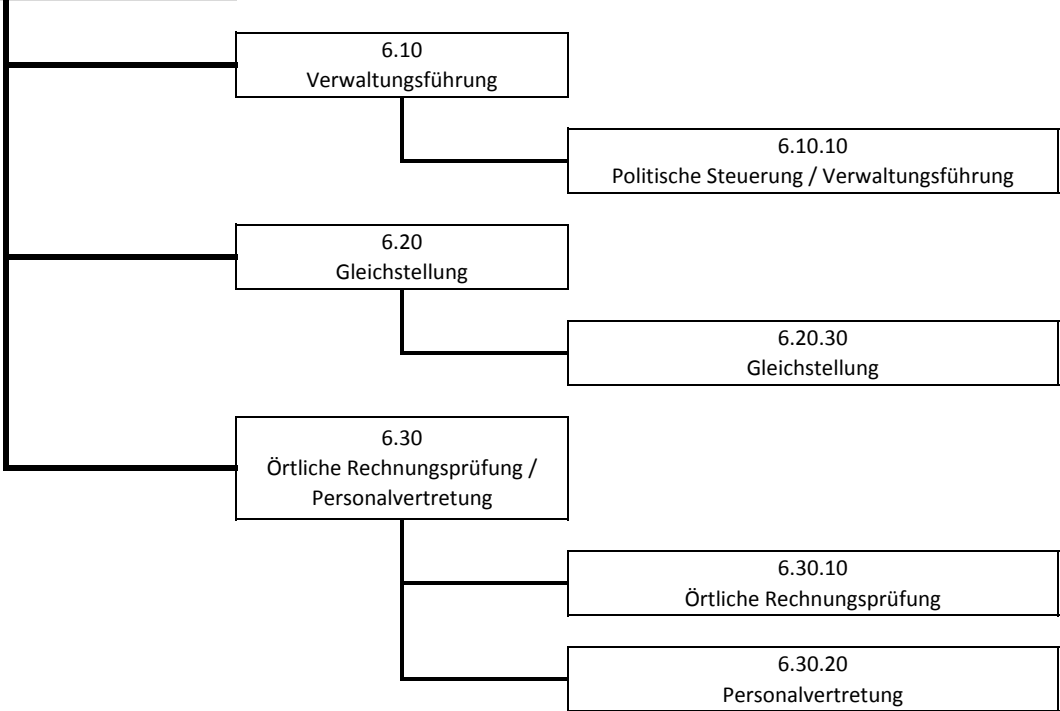 6.10
Verwaltungsführung
6.10.10
Politische Steuerung / Verwaltungsführung
6.20
Gleichstellung
6.20.30
Gleichstellung
6.30
Örtliche Rechnungsprüfung /
Personalvertretung
6.30.10
Örtliche Rechnungsprüfung
6.30.20
Personalvertretung